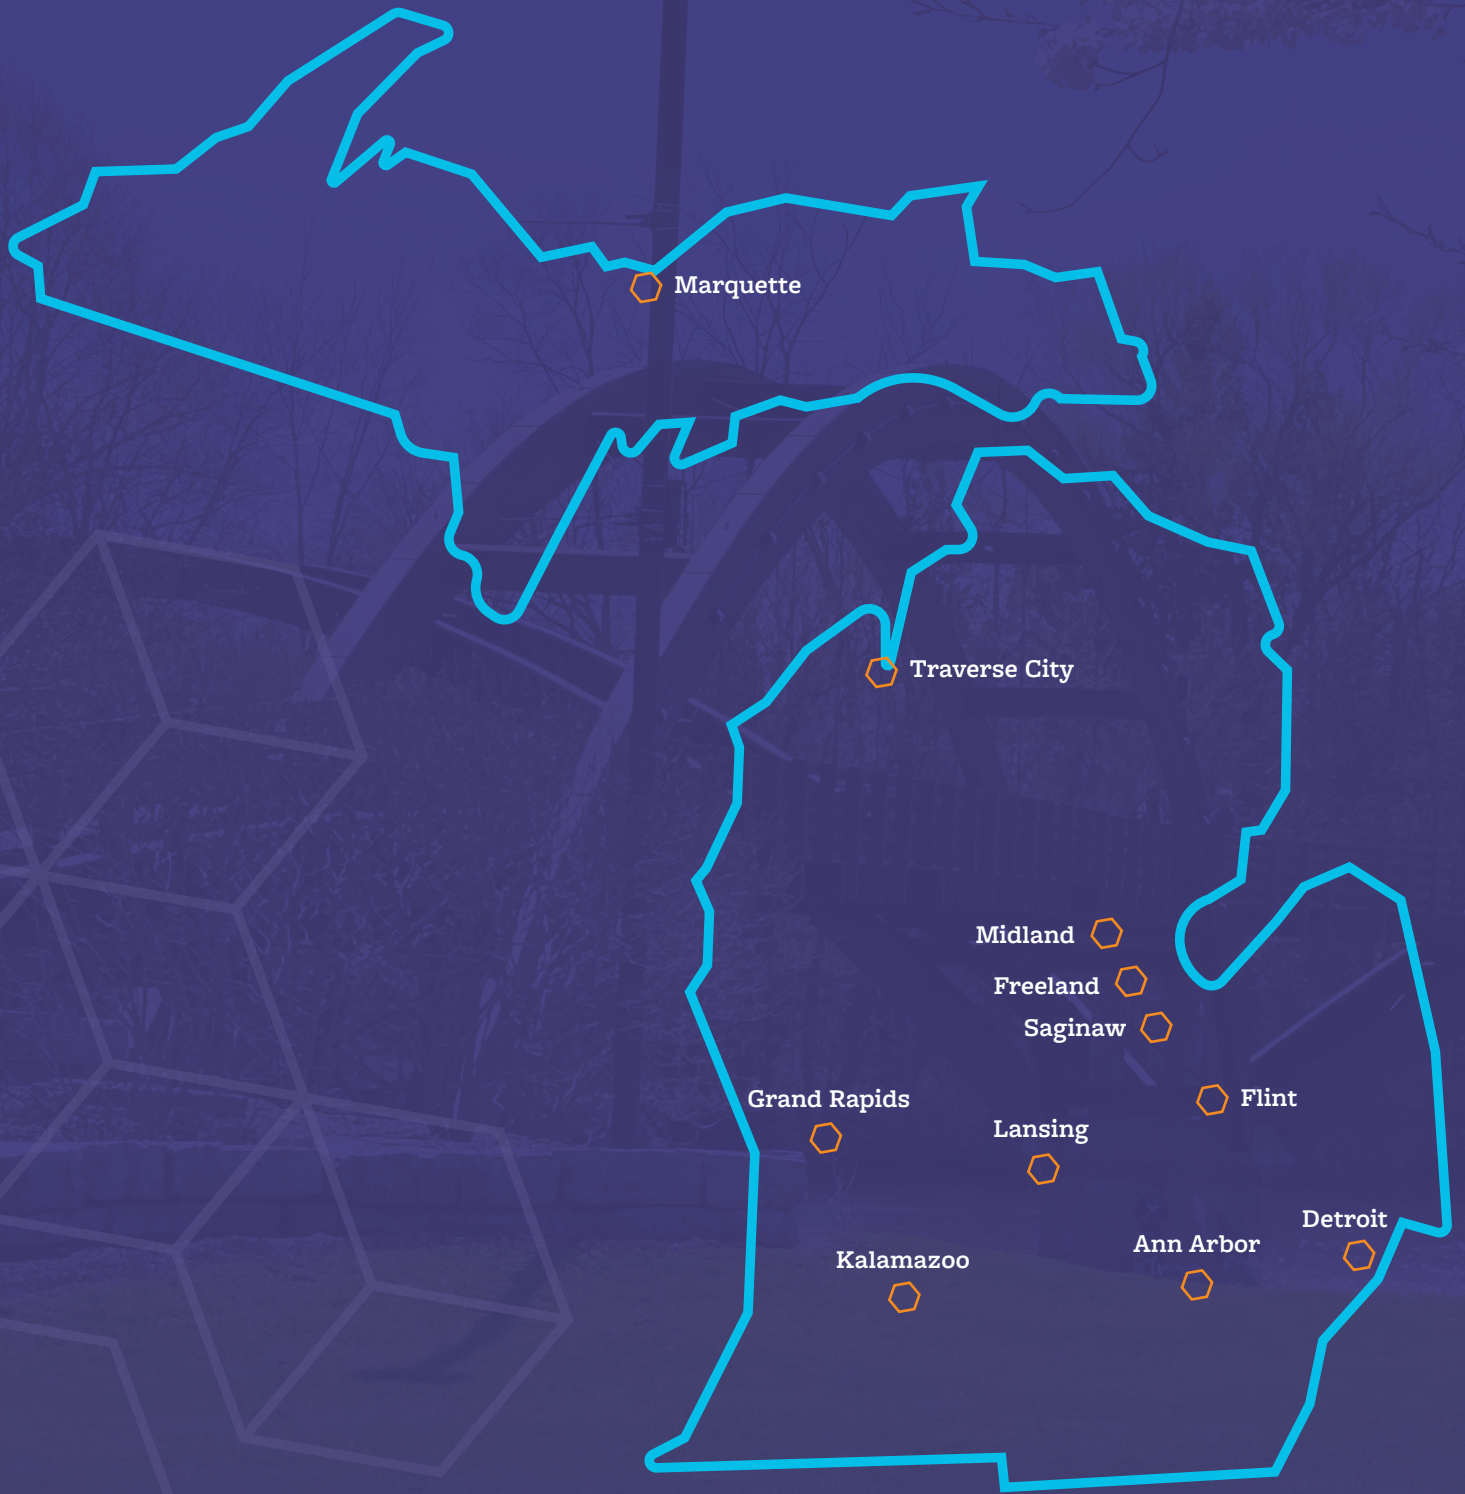 Marquette
Traverse City
Midland
Freeland
Saginaw
Grand Rapids
Flint
Lansing
Detroit
Ann Arbor
Kalamazoo